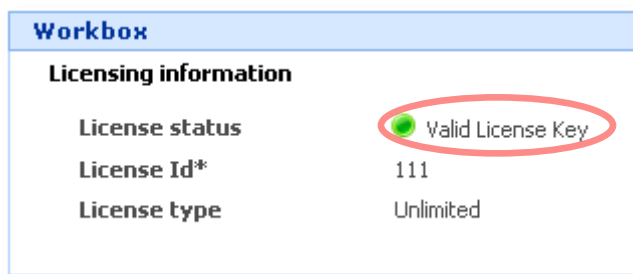 Workbox
Licensing information
License status Valid License Key
License Id* 111
License type Unlimited